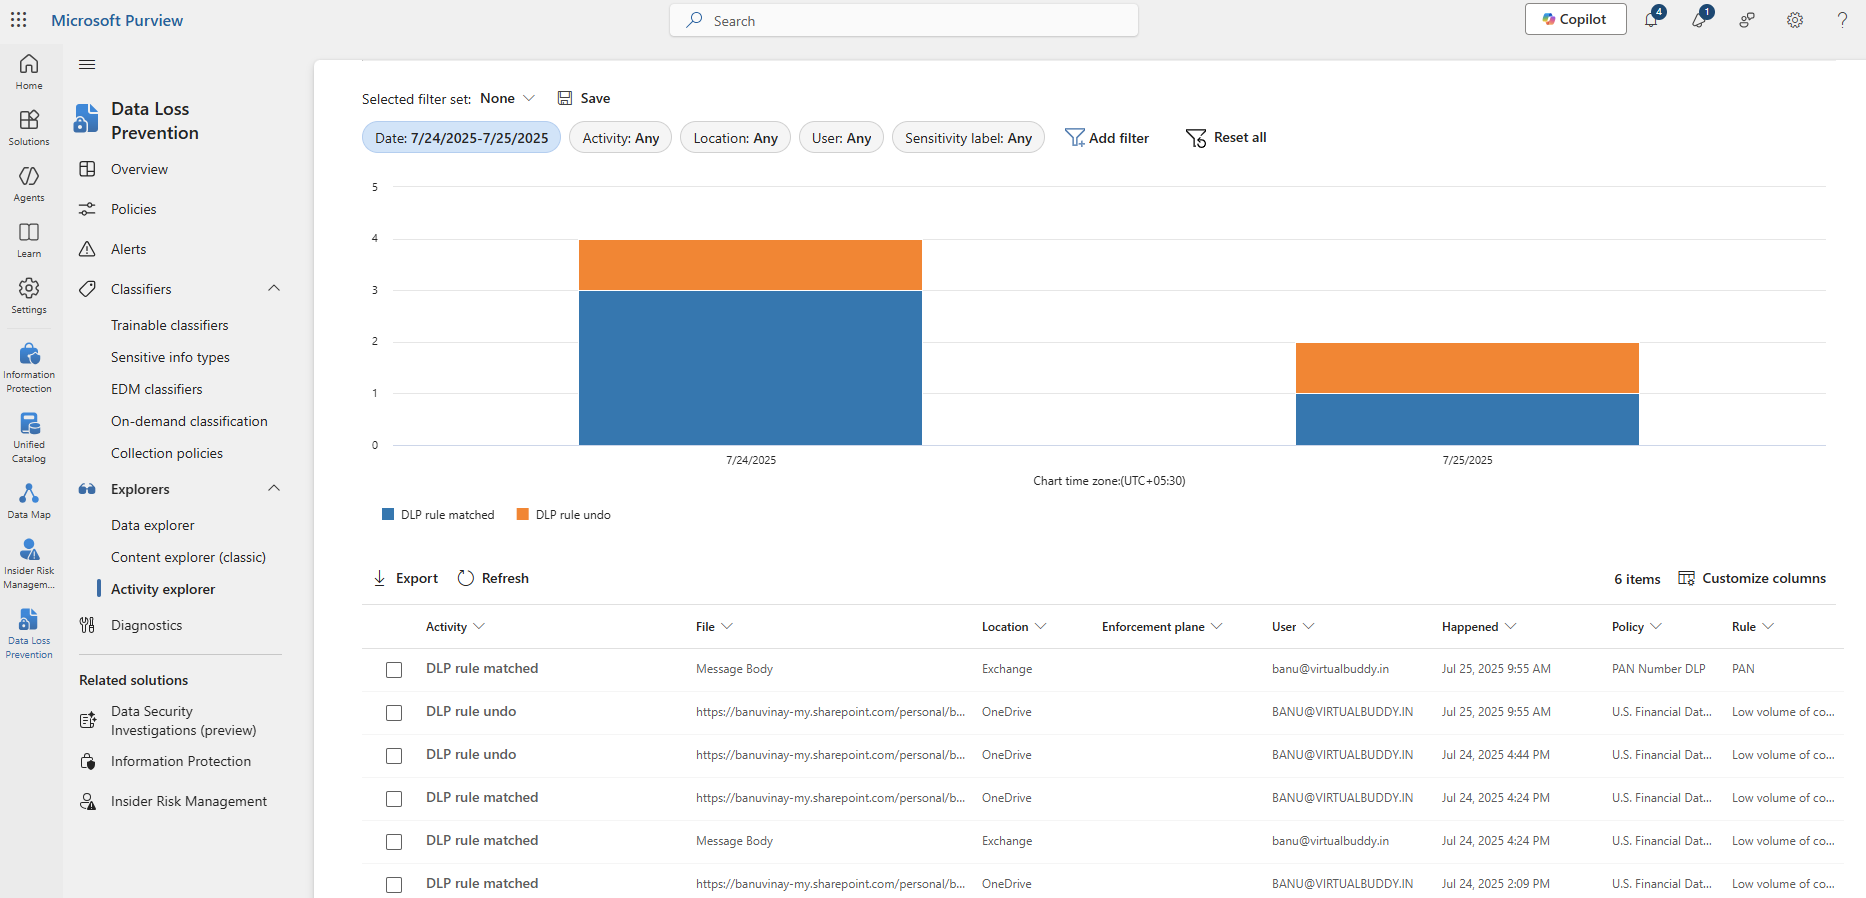 Microsoft Purview
Search
Copilot
4
1
Home
Solutions
Agents
Learn
Settings
Information
Protection
Unified
Catalog
Data Map
Insider Risk
Managem...
Data Loss
Prevention
Data Loss
Prevention
Overview
Policies
Alerts
Classifiers
Trainable classifiers
Sensitive info types
EDM classifiers
On-demand classification
Collection policies
Explorers
Data explorer
Content explorer (classic)
Activity explorer
Diagnostics
Related solutions
Data Security
Investigations (preview)
Information Protection
Insider Risk Management
Selected filter set: None Save
Date: 7/24/2025-7/25/2025 Activity: Any Location: Any User: Any Sensitivity label: Any Add filter Reset all
5
4
3
2
1
0
7/24/2025 7/25/2025
Chart time zone:(UTC+05:30)
DLP rule matched DLP rule undo
Export Refresh 6 items Customize columns
Activity File Location Enforcement plane User Happened Policy Rule
DLP rule matched Message Body Exchange banu@virtualbuddy.in Jul 25, 2025 9:55 AM PAN Number DLP PAN
DLP rule undo https://banuvinay-my.sharepoint.com/personal/b... OneDrive BANU@VIRTUALBUDDY.IN Jul 25, 2025 9:55 AM U.S. Financial Dat... Low volume of co...
DLP rule undo https://banuvinay-my.sharepoint.com/personal/b... OneDrive BANU@VIRTUALBUDDY.IN Jul 24, 2025 4:44 PM U.S. Financial Dat... Low volume of co...
DLP rule matched https://banuvinay-my.sharepoint.com/personal/b... OneDrive BANU@VIRTUALBUDDY.IN Jul 24, 2025 4:24 PM U.S. Financial Dat... Low volume of co...
DLP rule matched Message Body Exchange banu@virtualbuddy.in Jul 24, 2025 4:24 PM U.S. Financial Dat... Low volume of co...
DLP rule matched https://banuvinay-my.sharepoint.com/personal/b... OneDrive BANU@VIRTUALBUDDY.IN Jul 24, 2025 2:09 PM U.S. Financial Dat... Low volume of co...